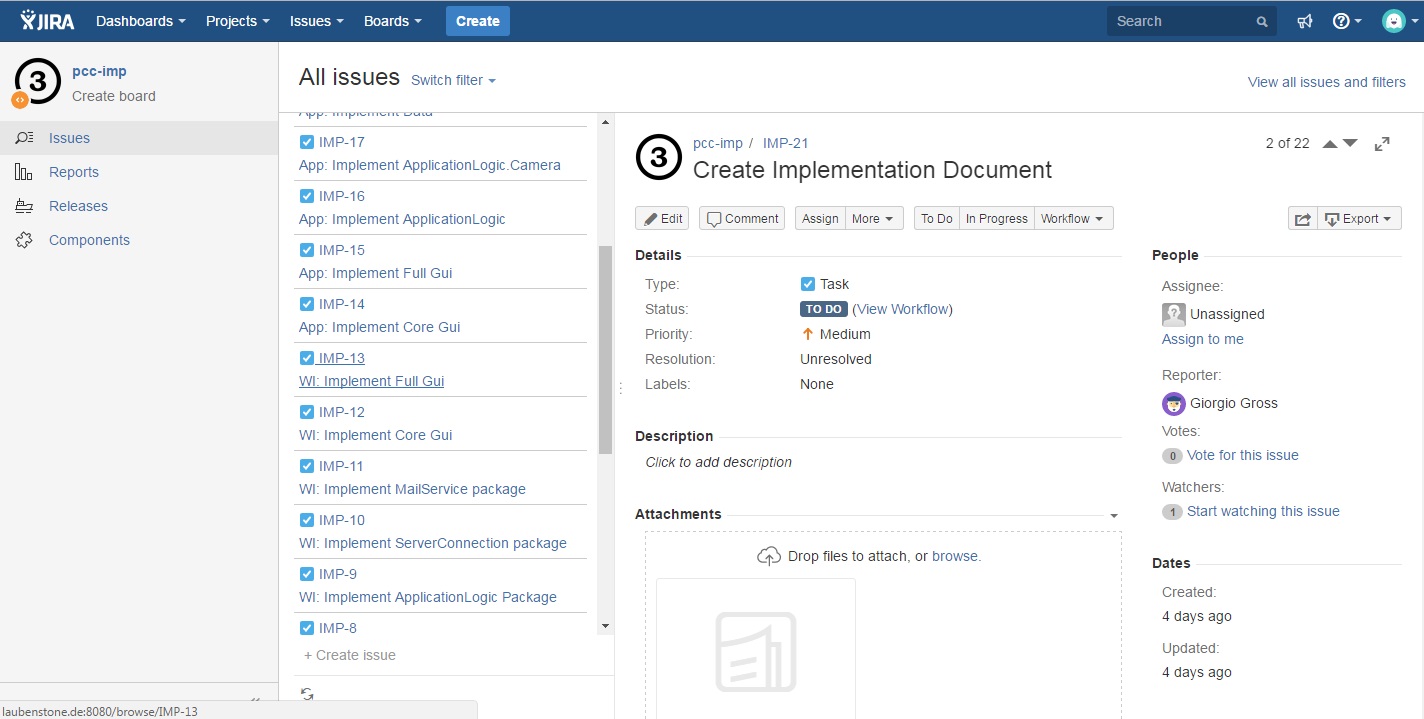 JIRA Dashboards Projects Issues Boards Create Search
3 pcc-imp
Create board
Issues
Reports
Releases
Components
All issues Switch filter
View all issues and filters
App: Implement Data
IMP-17
App: Implement ApplicationLogic.Camera
IMP-16
App: Implement ApplicationLogic
IMP-15
App: Implement Full Gui
IMP-14
App: Implement Core Gui
IMP-13
WI: Implement Full Gui
IMP-12
WI: Implement Core Gui
IMP-11
WI: Implement MailService package
IMP-10
WI: Implement ServerConnection package
IMP-9
WI: Implement ApplicationLogic Package
IMP-8
+ Create issue
3 pcc-imp / IMP-21
2 of 22
Create Implementation Document
Edit Comment Assign More To Do In Progress Workflow Export
Details
Type: Task
Status: TO DO (View Workflow)
Priority: Medium
Resolution: Unresolved
Labels: None
Description
Click to add description
Attachments
Drop files to attach, or browse.
People
Assignee:
Unassigned
Assign to me
Reporter:
Giorgio Gross
Votes:
0 Vote for this issue
Watchers:
1 Start watching this issue
Dates
Created:
4 days ago
Updated:
4 days ago
laubenstone.de:8080/browse/IMP-13